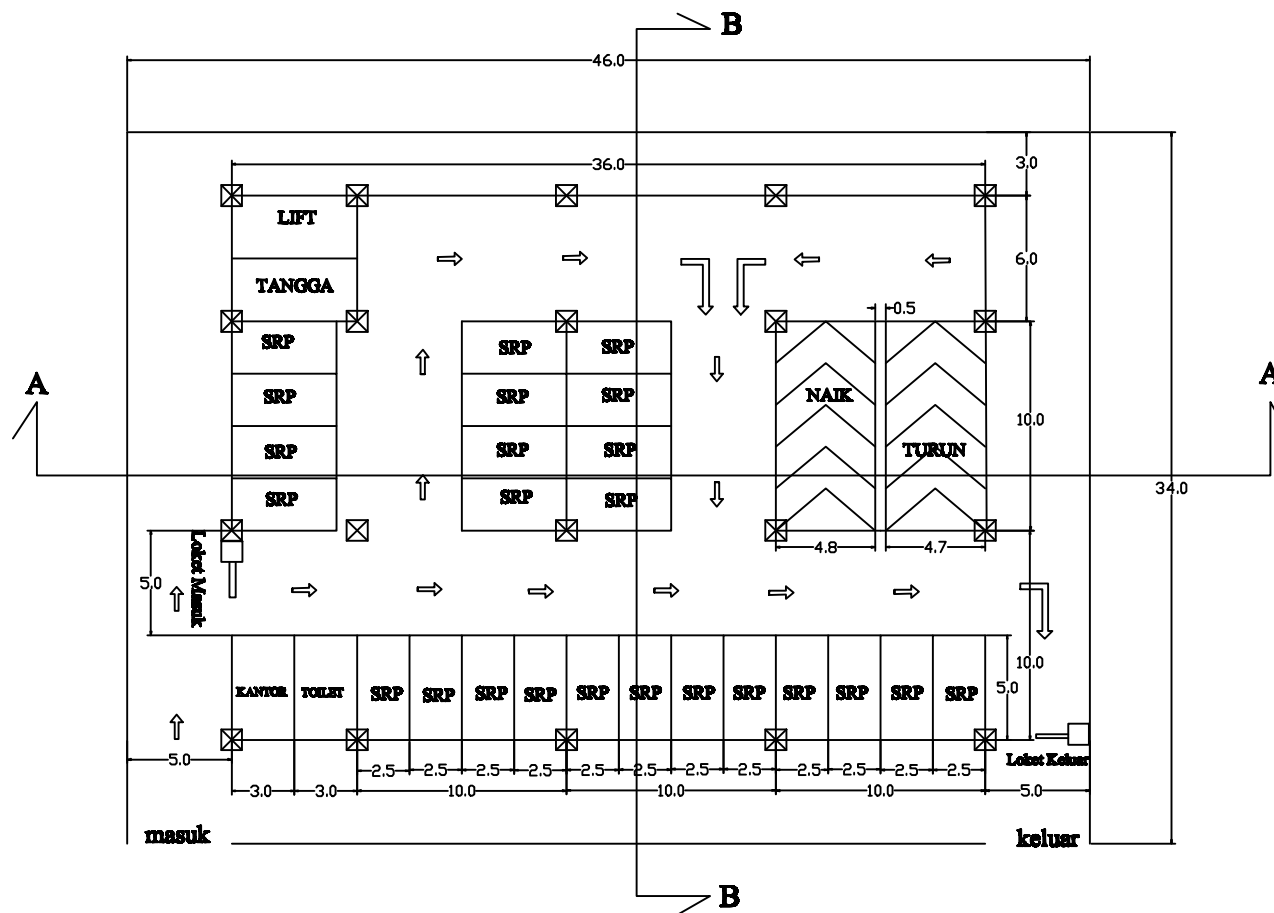 B
46.0
36.0
3.0
LIFT
6.0
TANGGA
0.5
SRP SRP SRP
A A
SRP SRP SRP NAIK
10.0
SRP SRP SRP TURUN
34.0
SRP SRP SRP
4.8 4.7
Loket Masuk
5.0
10.0
KANTOR TOILET SRP SRP SRP SRP SRP SRP SRP SRP SRP SRP SRP SRP
5.0
5.0 Loket Keluar
2.5 2.5 2.5 2.5 2.5 2.5 2.5 2.5 2.5 2.5 2.5 2.5
3.0 3.0 10.0 10.0 10.0 5.0
masuk keluar
B